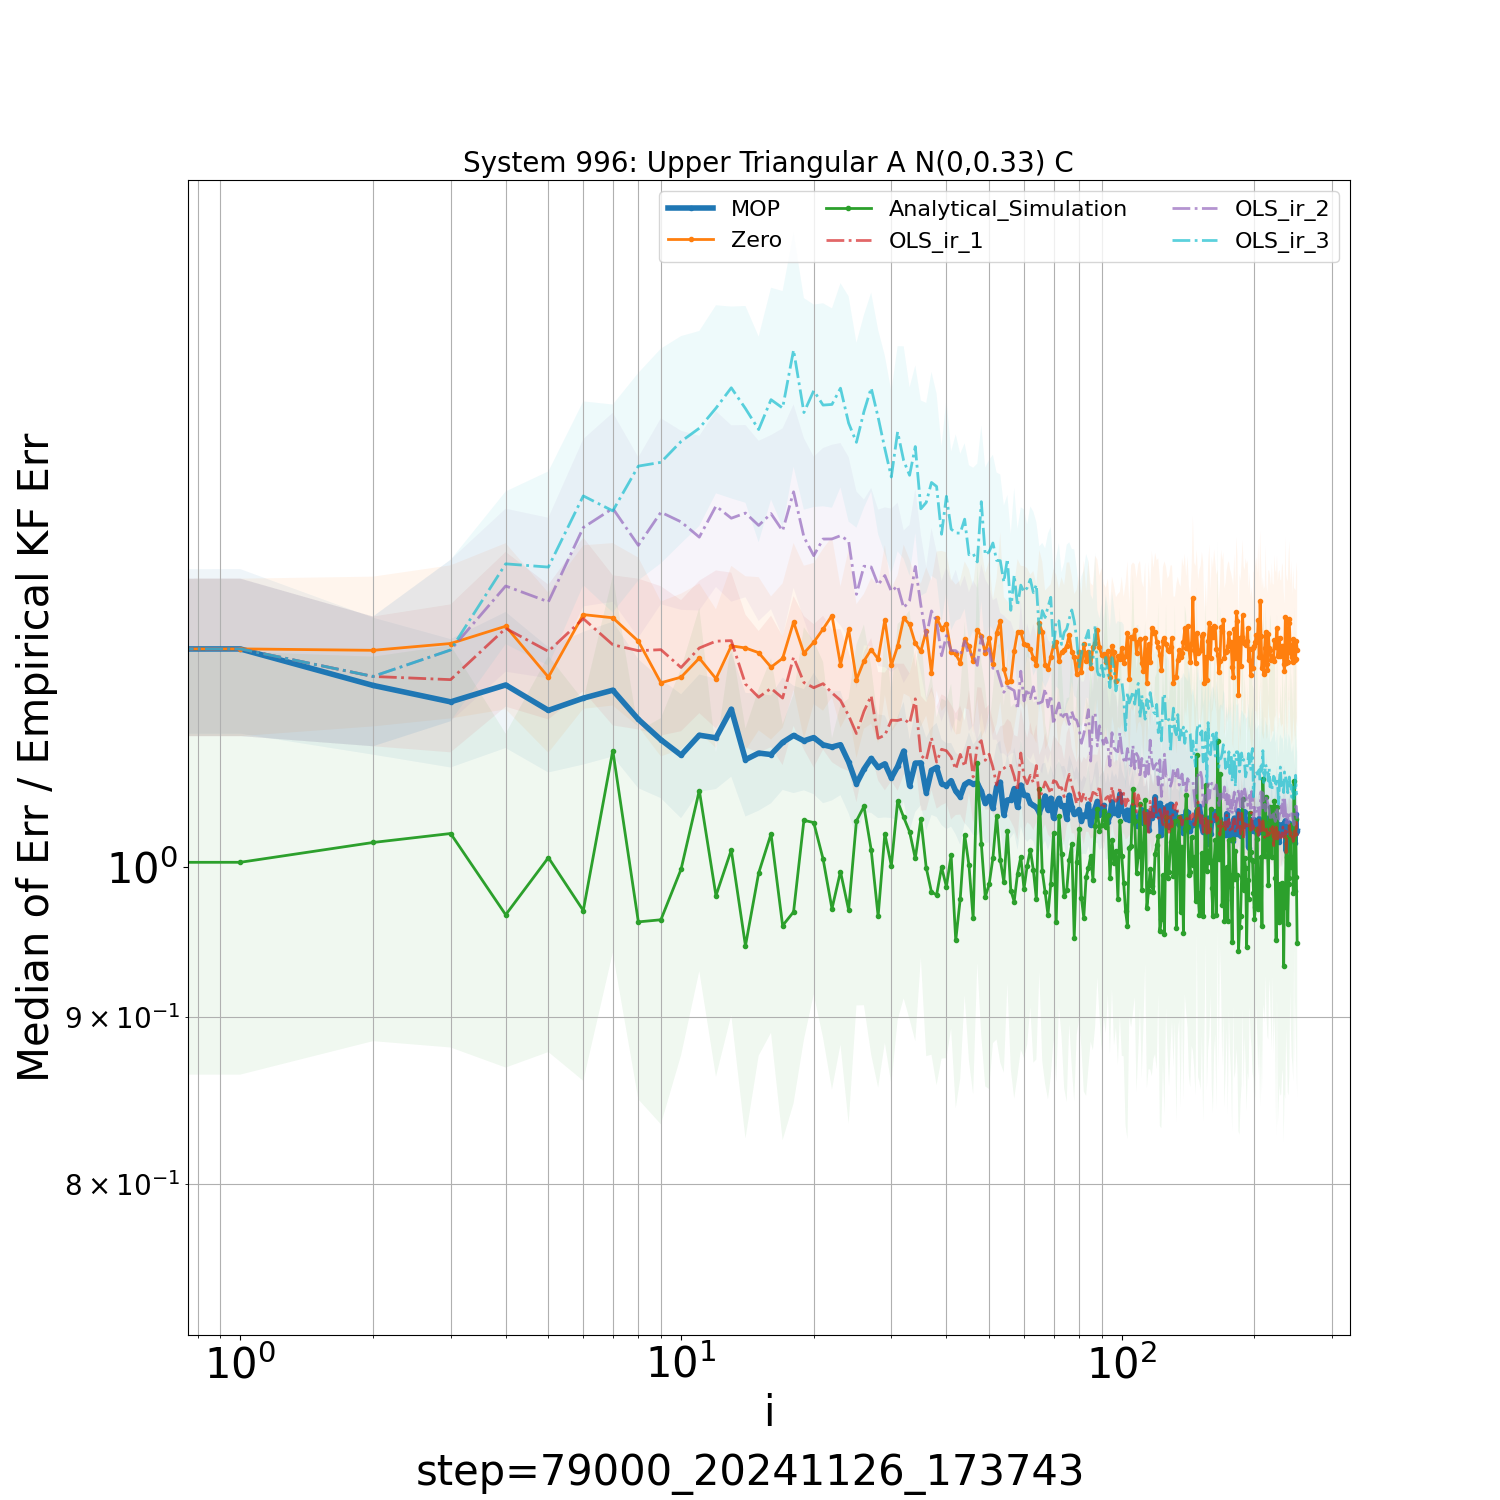 System 996: Upper Triangular A N(0,0.33) C
MOP
Zero
Analytical_Simulation
OLS_ir_1
OLS_ir_2
OLS_ir_3
Median of Err / Empirical KF Err
10⁰
9 × 10⁻¹
8 × 10⁻¹
10⁰
10¹
10²
i
step=79000_20241126_173743